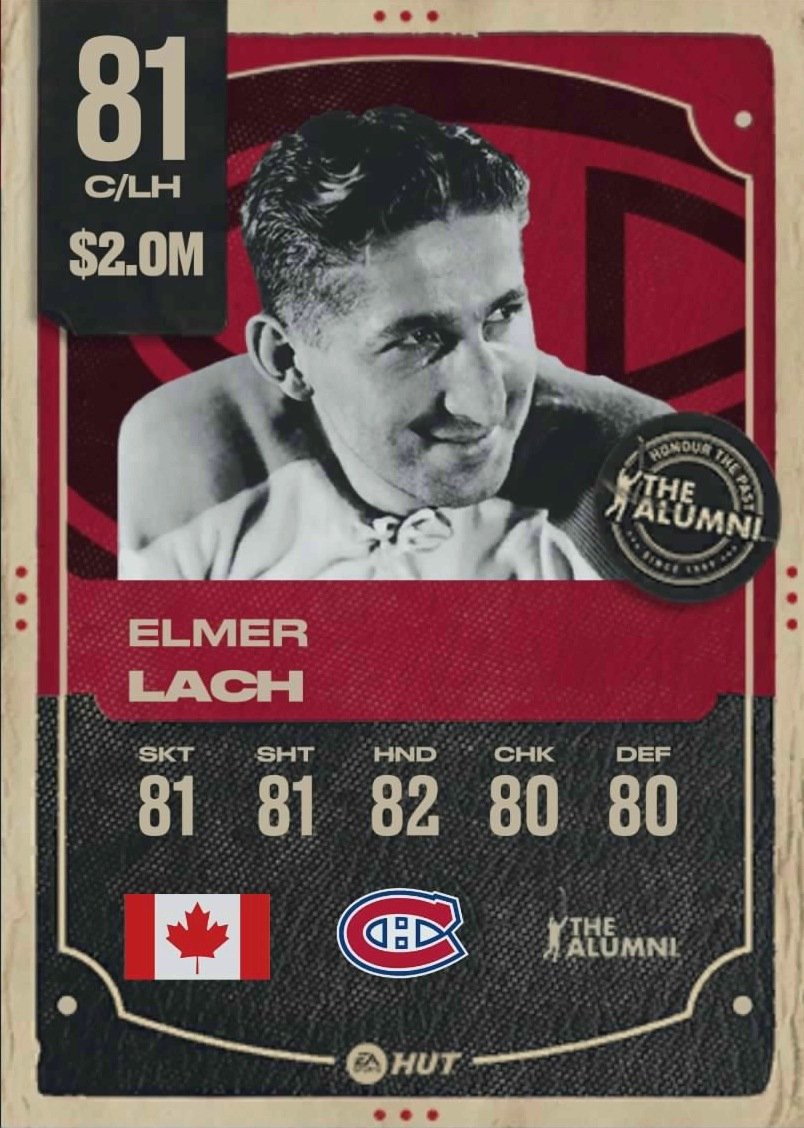 81
C/LH
$2.0M
HONOUR THE PAST
THE
ALUMNI
ELMER
LACH
SKT SHT HND CHK DEF
81 81 82 80 80
THE
ALUMNI
EA HUT